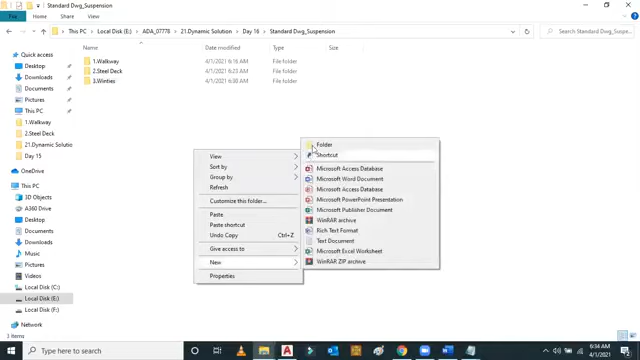 Standard Dwg_Suspension
File
Home
Share
View
This PC
Local Disk (E:)
ADA_07778
21.Dynamic Solution
Day 16
Standard Dwg_Suspension
Search Standard Dwg_Suspension
Name
Date modified
Type
Size
1.Walkway
4/1/2021 6:16 AM
File folder
2.Steel Deck
4/1/2021 6:23 AM
File folder
3.Winties
4/1/2021 6:30 AM
File folder
Quick access
Desktop
Downloads
Documents
Pictures
This PC
1.Walkway
2.Steel Deck
21.Dynamic Solutio
Day 15
OneDrive
This PC
3D Objects
A360 Drive
Desktop
Documents
Downloads
Music
Pictures
Videos
Local Disk (C:)
Local Disk (E:)
Local Disk (F:)
Network
View
Sort by
Group by
Refresh
Customize this folder...
Paste
Paste shortcut
Undo Copy
Ctrl+Z
Give access to
New
Properties
Folder
Shortcut
Microsoft Access Database
Microsoft Word Document
Microsoft Access Database
Microsoft PowerPoint Presentation
Microsoft Publisher Document
WinRAR archive
Rich Text Format
Text Document
Microsoft Excel Worksheet
WinRAR ZIP archive
3 items
Type here to search
6:34 AM
4/1/2021